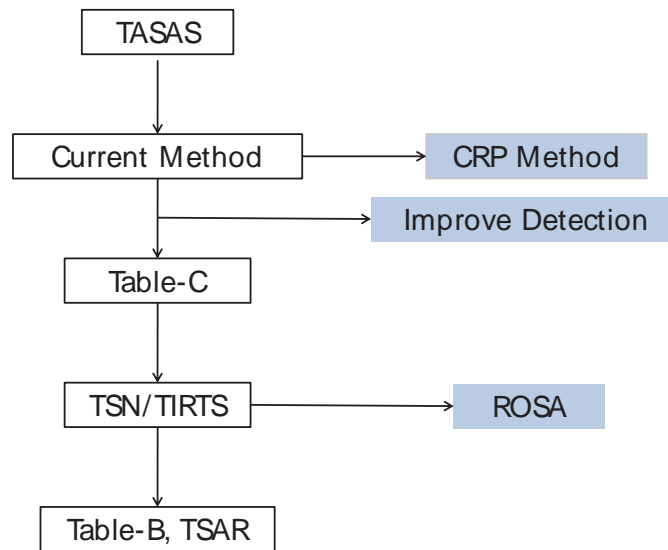 TASAS
Current Method
CRP Method
Improve Detection
Table-C
TSN/TIRTS
ROSA
Table-B, TSAR